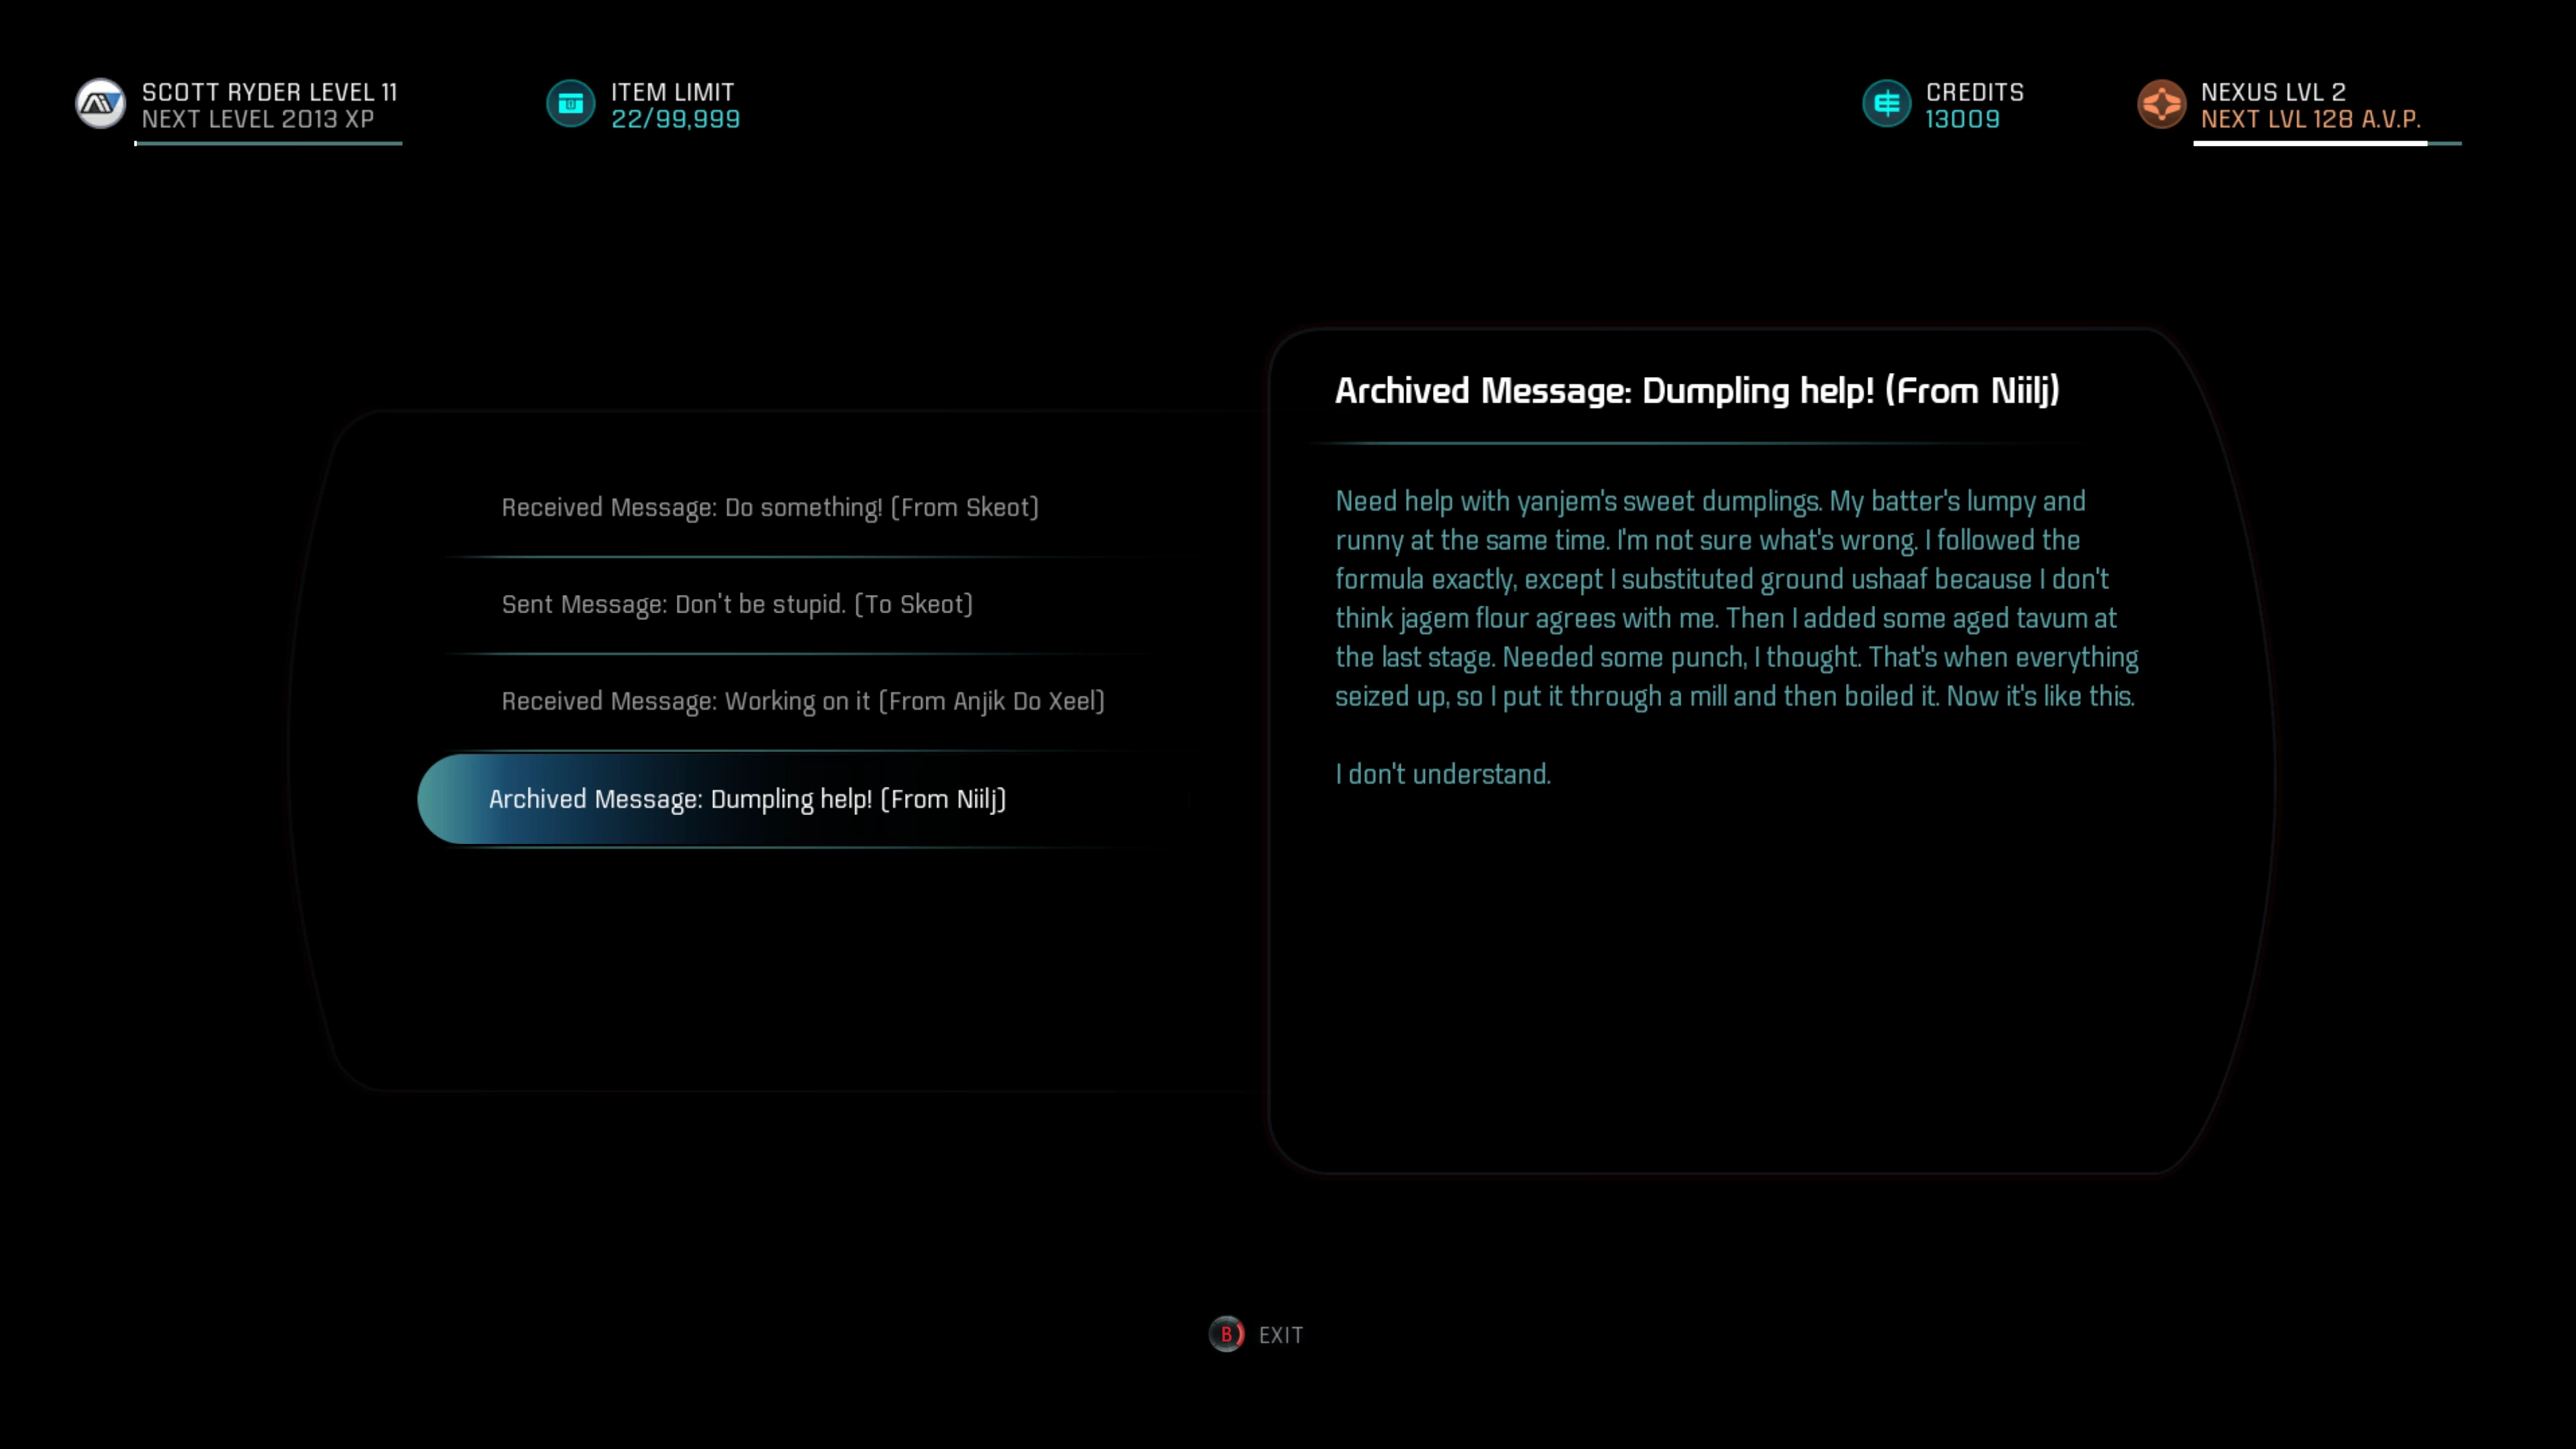 SCOTT RYDER LEVEL 11
NEXT LEVEL 2013 XP
ITEM LIMIT
22/99,999
CREDITS
13009
NEXUS LVL 2
NEXT LVL 128 A.V.P.
Received Message: Do something! (From Skeot)
Sent Message: Don't be stupid. (To Skeot)
Received Message: Working on it (From Anjik Do Xeel)
Archived Message: Dumpling help! (From Niilj)
Archived Message: Dumpling help! (From Niilj)
Need help with yanjem's sweet dumplings. My batter's lumpy and
runny at the same time. I'm not sure what's wrong. I followed the
formula exactly, except I substituted ground ushaaf because I don't
think jagem flour agrees with me. Then I added some aged tavum at
the last stage. Needed some punch, I thought. That's when everything
seized up, so I put it through a mill and then boiled it. Now it's like this.
I don't understand.
B EXIT